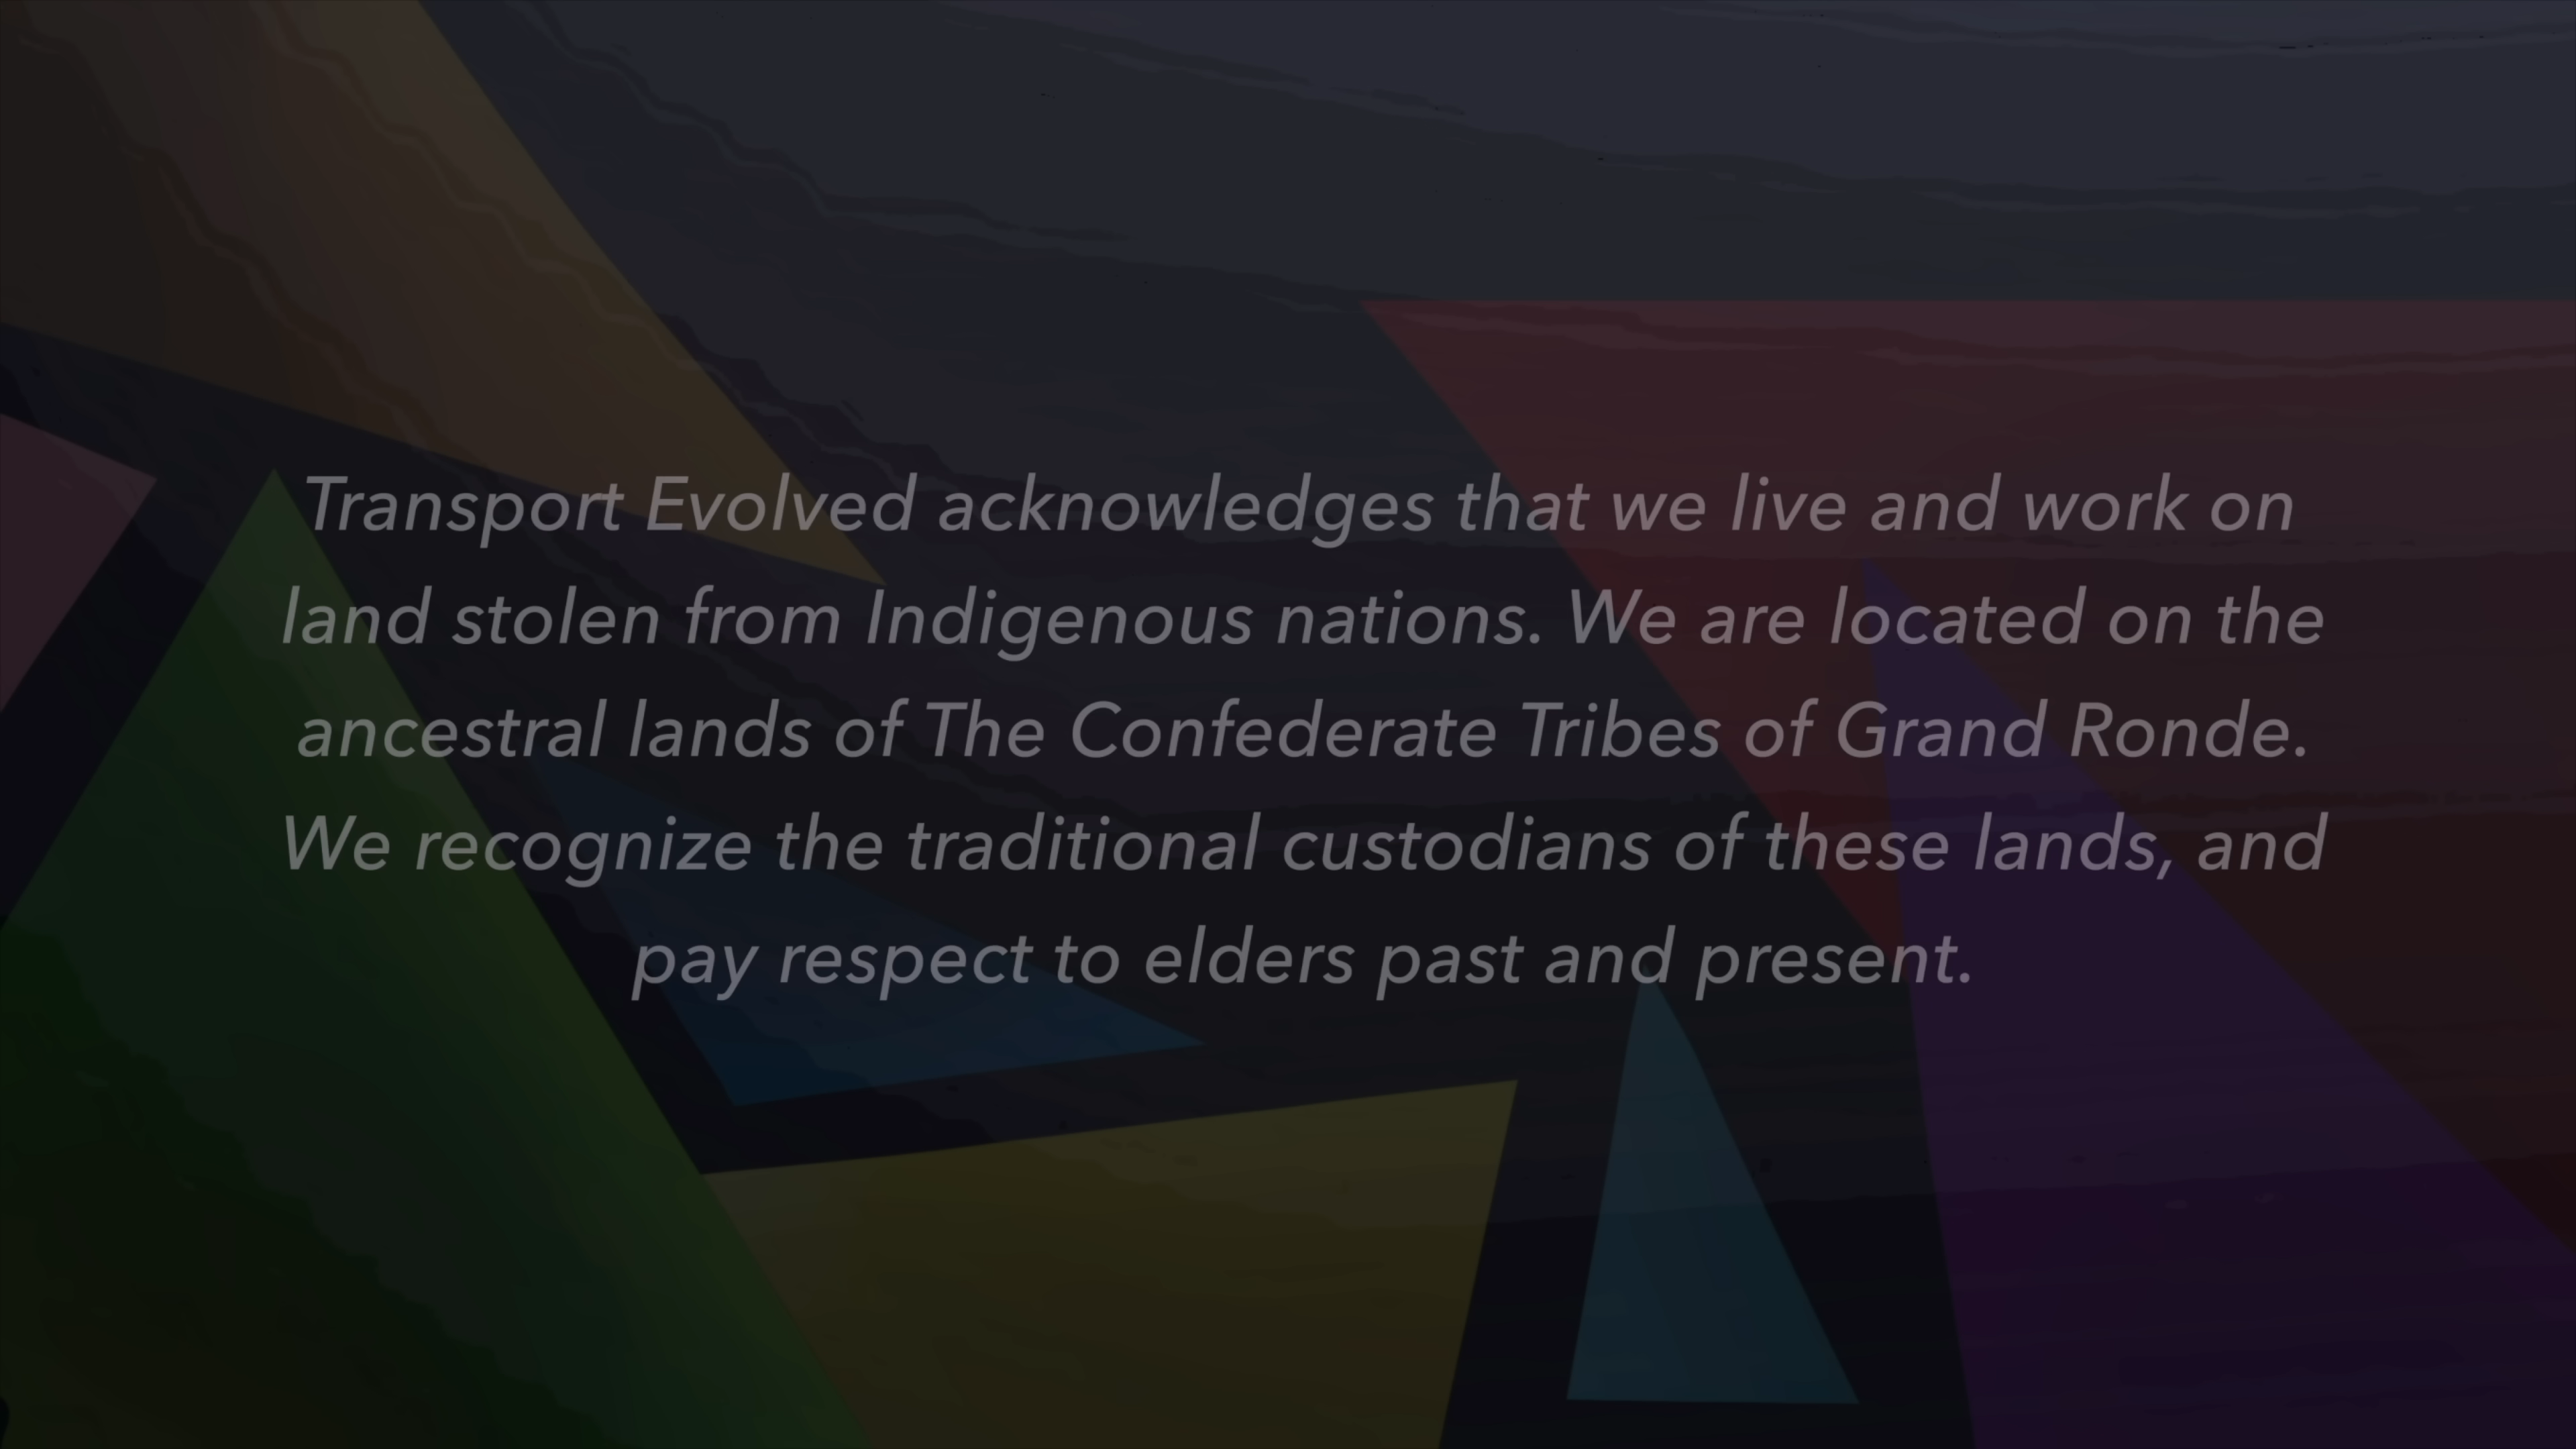 Transport Evolved acknowledges that we live and work on
land stolen from Indigenous nations. We are located on the
ancestral lands of The Confederate Tribes of Grand Ronde.
We recognize the traditional custodians of these lands, and
pay respect to elders past and present.